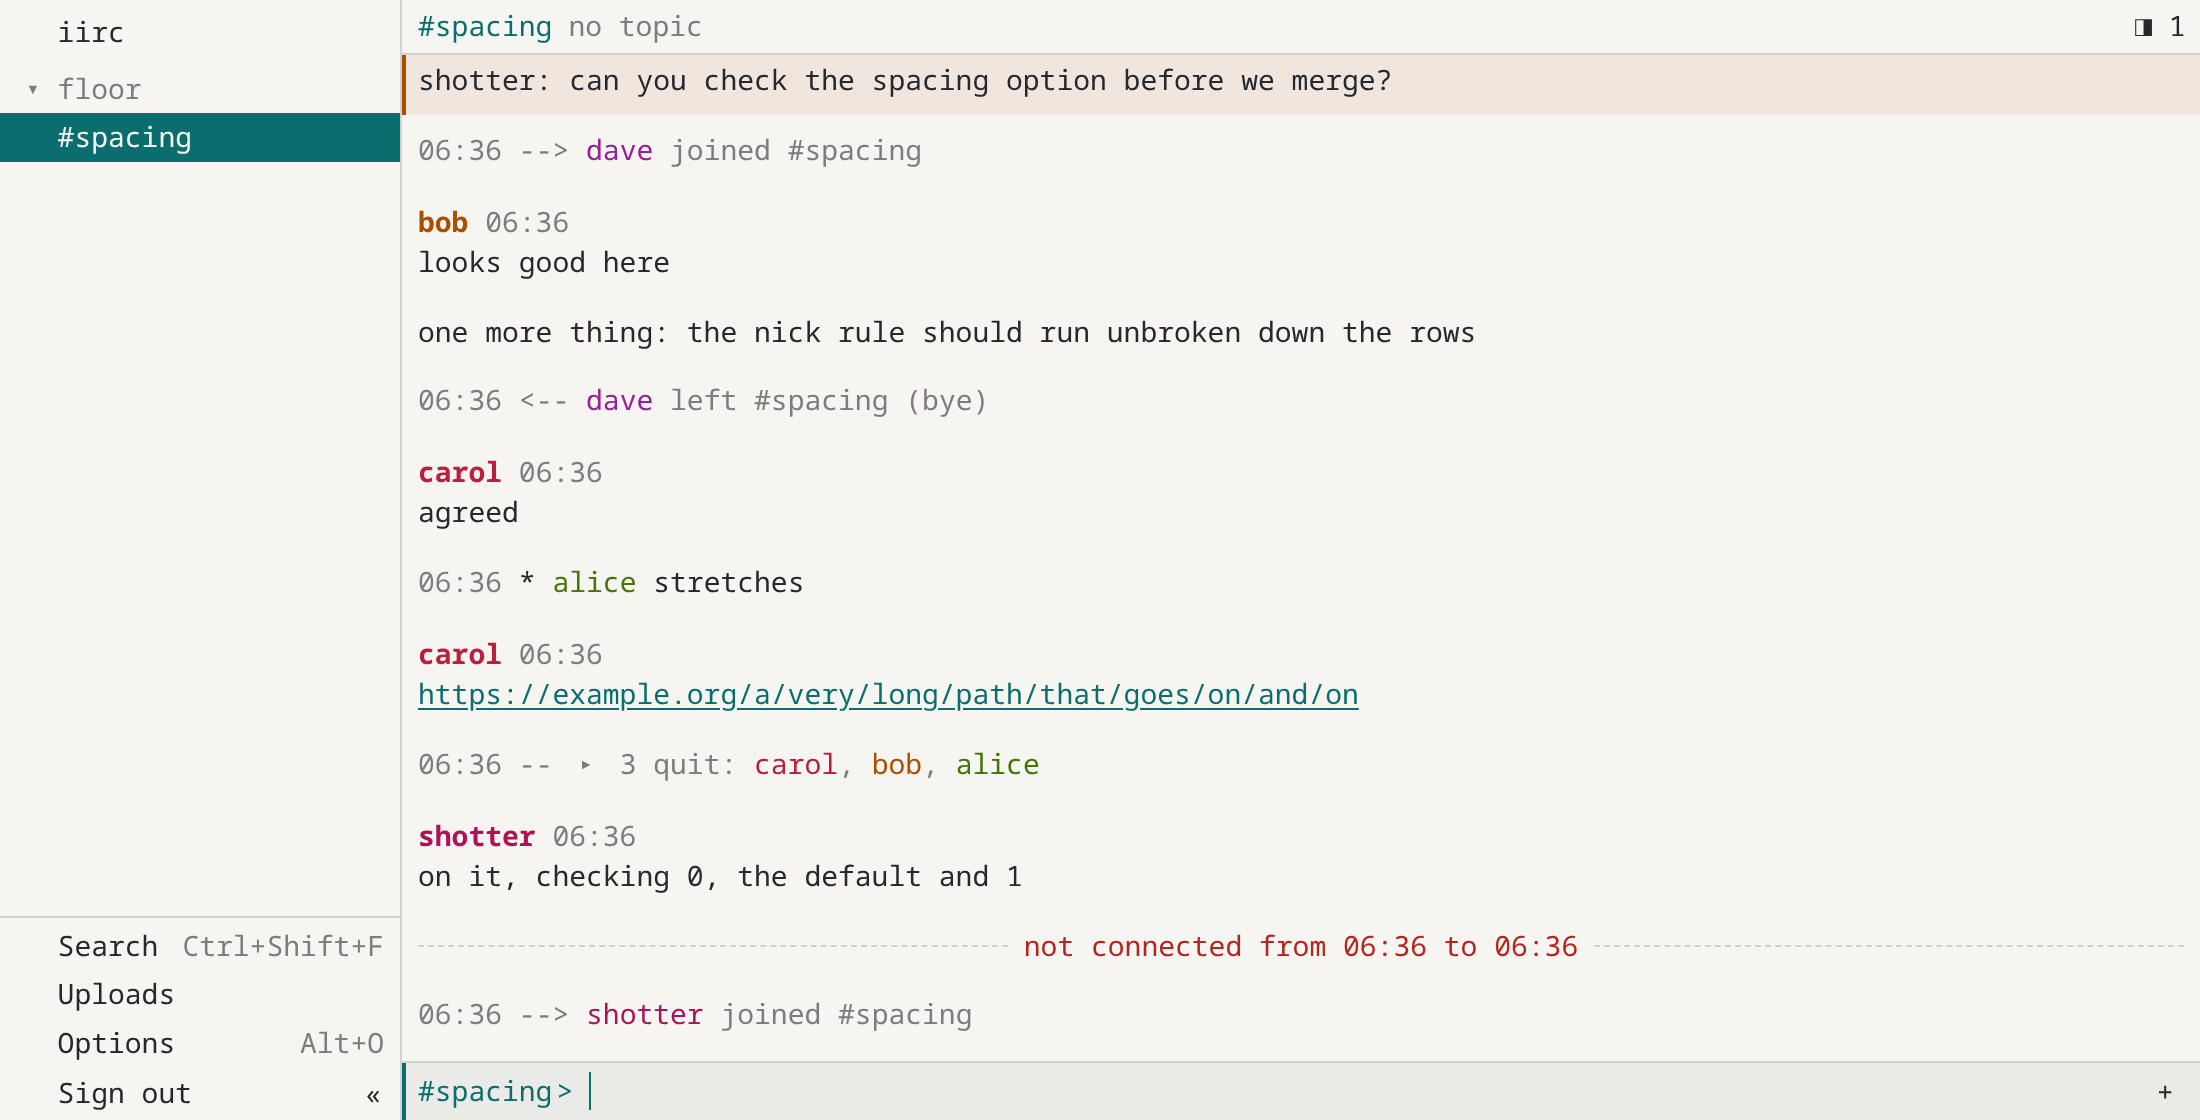 iirc
▾ floor
#spacing
Search Ctrl+Shift+F
Uploads
Options Alt+O
Sign out «
#spacing no topic ◨ 1
shotter: can you check the spacing option before we merge?
06:36 --> dave joined #spacing
bob 06:36
looks good here
one more thing: the nick rule should run unbroken down the rows
06:36 <-- dave left #spacing (bye)
carol 06:36
agreed
06:36 * alice stretches
carol 06:36
https://example.org/a/very/long/path/that/goes/on/and/on
06:36 -- ▸ 3 quit: carol, bob, alice
shotter 06:36
on it, checking 0, the default and 1
not connected from 06:36 to 06:36
06:36 --> shotter joined #spacing
#spacing> +